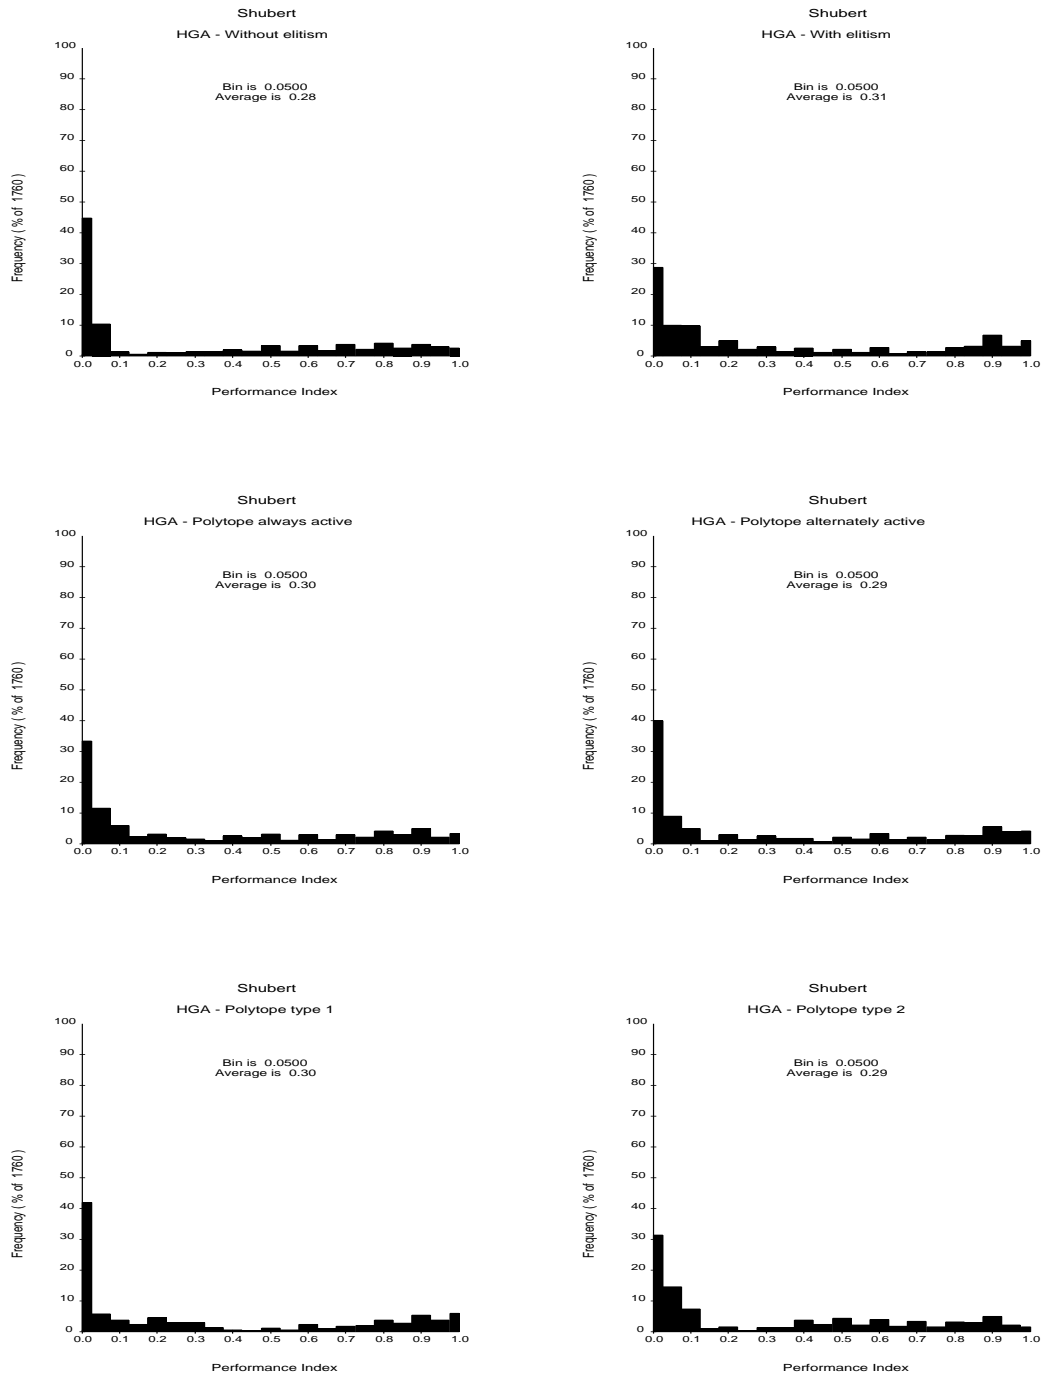 Shubert
HGA - Without elitism
Bin is 0.0500
Average is 0.28
100
90
80
70
60
50
40
30
20
10
0
Frequency ( % of 1760 )
0.0 0.1 0.2 0.3 0.4 0.5 0.6 0.7 0.8 0.9 1.0
Performance Index
Shubert
HGA - With elitism
Bin is 0.0500
Average is 0.31
100
90
80
70
60
50
40
30
20
10
0
Frequency ( % of 1760 )
0.0 0.1 0.2 0.3 0.4 0.5 0.6 0.7 0.8 0.9 1.0
Performance Index
Shubert
HGA - Polytope always active
Bin is 0.0500
Average is 0.30
100
90
80
70
60
50
40
30
20
10
0
Frequency ( % of 1760 )
0.0 0.1 0.2 0.3 0.4 0.5 0.6 0.7 0.8 0.9 1.0
Performance Index
Shubert
HGA - Polytope alternately active
Bin is 0.0500
Average is 0.29
100
90
80
70
60
50
40
30
20
10
0
Frequency ( % of 1760 )
0.0 0.1 0.2 0.3 0.4 0.5 0.6 0.7 0.8 0.9 1.0
Performance Index
Shubert
HGA - Polytope type 1
Bin is 0.0500
Average is 0.30
100
90
80
70
60
50
40
30
20
10
0
Frequency ( % of 1760 )
0.0 0.1 0.2 0.3 0.4 0.5 0.6 0.7 0.8 0.9 1.0
Performance Index
Shubert
HGA - Polytope type 2
Bin is 0.0500
Average is 0.29
100
90
80
70
60
50
40
30
20
10
0
Frequency ( % of 1760 )
0.0 0.1 0.2 0.3 0.4 0.5 0.6 0.7 0.8 0.9 1.0
Performance Index